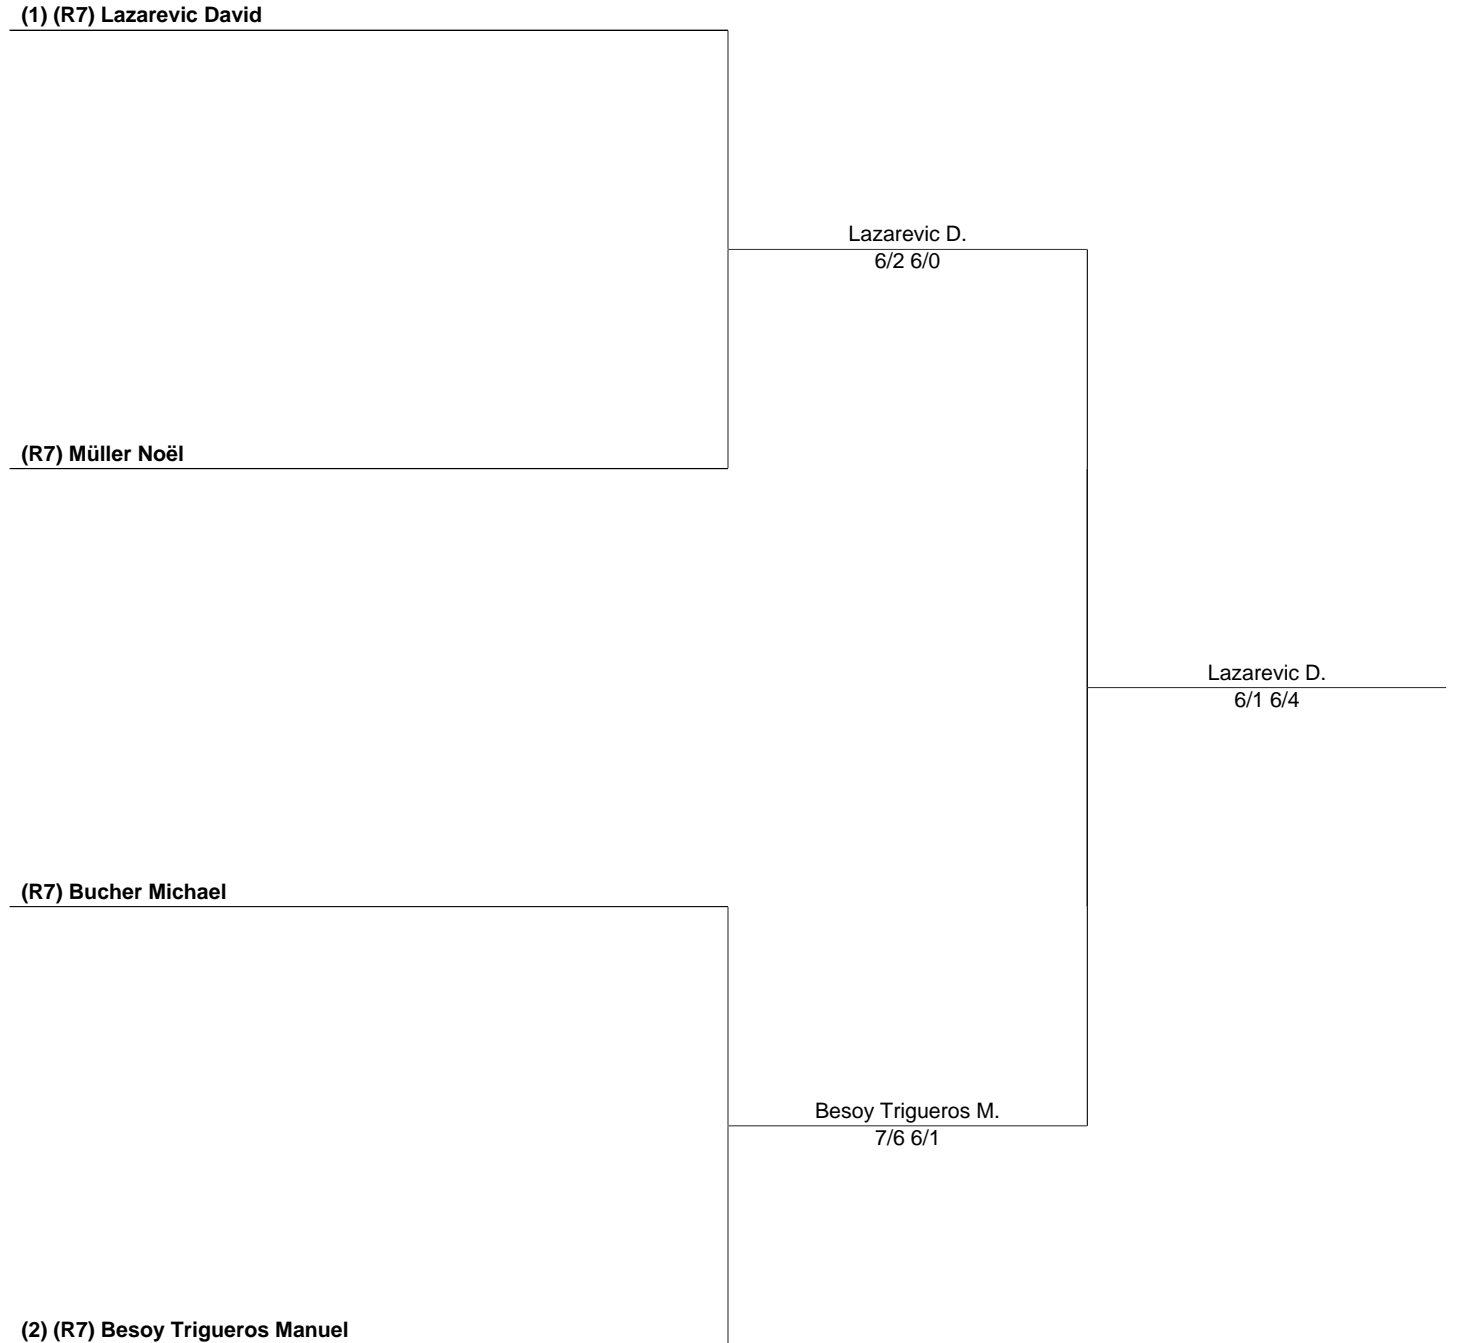 (1) (R7) Lazarevic David
Lazarevic D.
6/2 6/0
(R7) Müller Noël
Lazarevic D.
6/1 6/4
(R7) Bucher Michael
Besoy Trigueros M.
7/6 6/1
(2) (R7) Besoy Trigueros Manuel